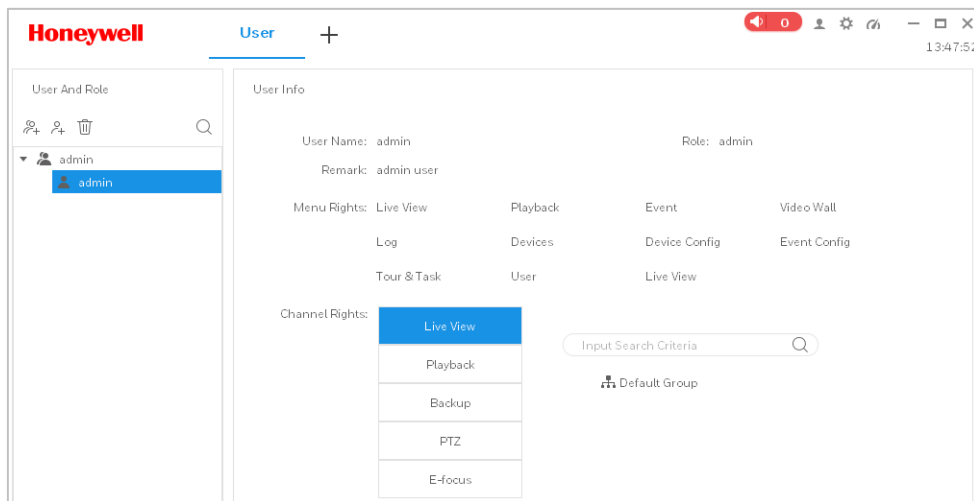 Honeywell User 0
13:47:52
User And Role
admin
admin
User Info
User Name: admin Role: admin
Remark: admin user
Menu Rights: Live View Playback Event Video Wall
Log Devices Device Config Event Config
Tour & Task User Live View
Channel Rights:
Live View
Playback
Backup
PTZ
E-focus
Input Search Criteria
Default Group